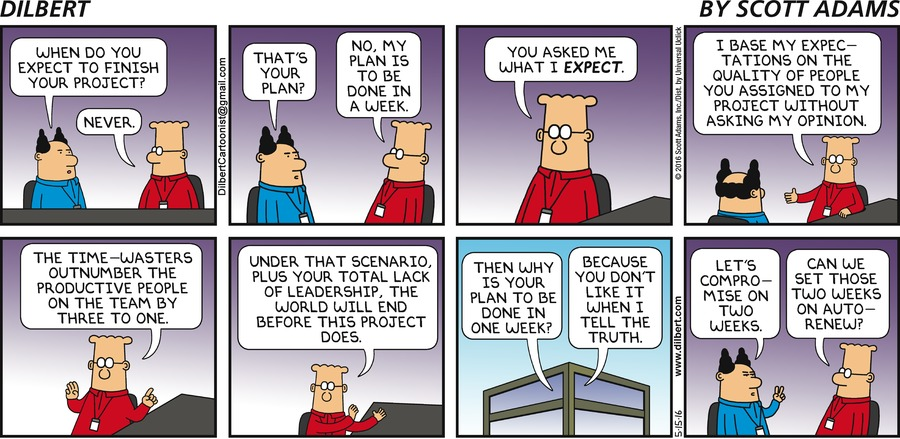 DILBERT
BY SCOTT ADAMS
WHEN DO YOU
EXPECT TO FINISH
YOUR PROJECT?
NEVER.
DilbertCartoonist@gmail.com
THAT'S
YOUR
PLAN?
NO, MY
PLAN IS
TO BE
DONE IN
A WEEK.
YOU ASKED ME
WHAT I EXPECT.
© 2016 Scott Adams, Inc./Dist. by Universal Uclick
I BASE MY EXPEC-
TATIONS ON THE
QUALITY OF PEOPLE
YOU ASSIGNED TO MY
PROJECT WITHOUT
ASKING MY OPINION.
THE TIME-WASTERS
OUTNUMBER THE
PRODUCTIVE PEOPLE
ON THE TEAM BY
THREE TO ONE.
UNDER THAT SCENARIO,
PLUS YOUR TOTAL LACK
OF LEADERSHIP, THE
WORLD WILL END
BEFORE THIS PROJECT
DOES.
THEN WHY
IS YOUR
PLAN TO BE
DONE IN
ONE WEEK?
BECAUSE
YOU DON'T
LIKE IT
WHEN I
TELL THE
TRUTH.
5-15-16
www.dilbert.com
LET'S
COMPRO-
MISE ON
TWO
WEEKS.
CAN WE
SET THOSE
TWO WEEKS
ON AUTO-
RENEW?